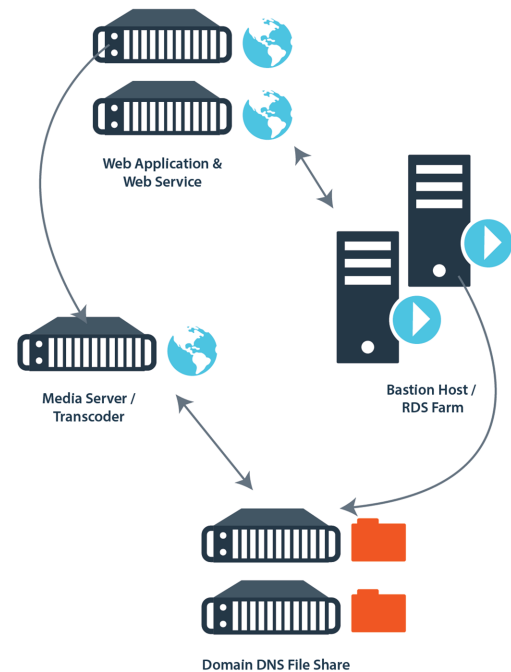 Web Application &
Web Service
Bastion Host /
RDS Farm
Media Server /
Transcoder
Domain DNS File Share